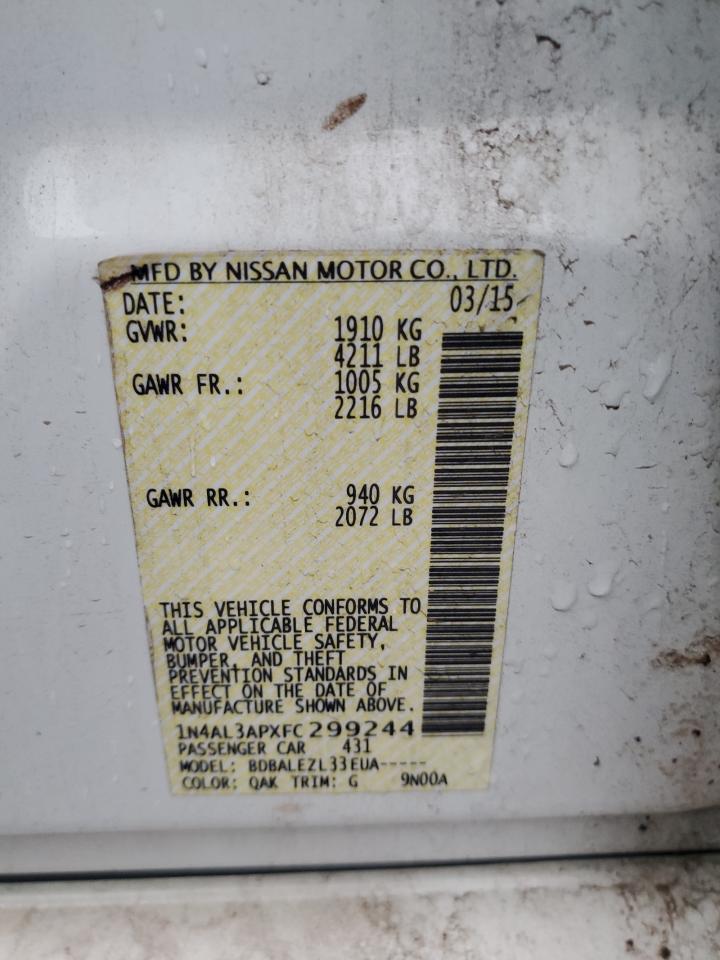 MFD BY NISSAN MOTOR CO., LTD.
DATE: 03/15
GVWR: 1910 KG
4211 LB
GAWR FR.: 1005 KG
2216 LB
GAWR RR.: 940 KG
2072 LB
THIS VEHICLE CONFORMS TO
ALL APPLICABLE FEDERAL
MOTOR VEHICLE SAFETY,
BUMPER, AND THEFT
PREVENTION STANDARDS IN
EFFECT ON THE DATE OF
MANUFACTURE SHOWN ABOVE.
1N4AL3APXFC299244
PASSENGER CAR 431
MODEL: BDBALEZL33EUA-----
COLOR: QAK TRIM: G 9N00A